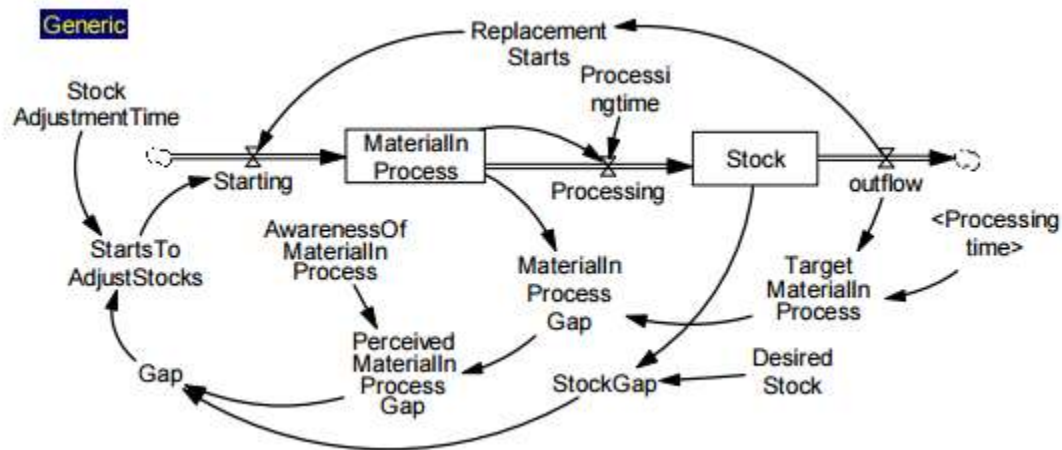 Generic
Replacement
Starts
Processi
ngtime
Stock
AdjustmentTime
MaterialIn
Process
Stock
Starting
Processing
outflow
<Processing
time>
AwarenessOf
MaterialIn
Process
StartsTo
AdjustStocks
MaterialIn
Process
Gap
Target
MaterialIn
Process
Perceived
MaterialIn
Process
Gap
Gap
StockGap
Desired
Stock